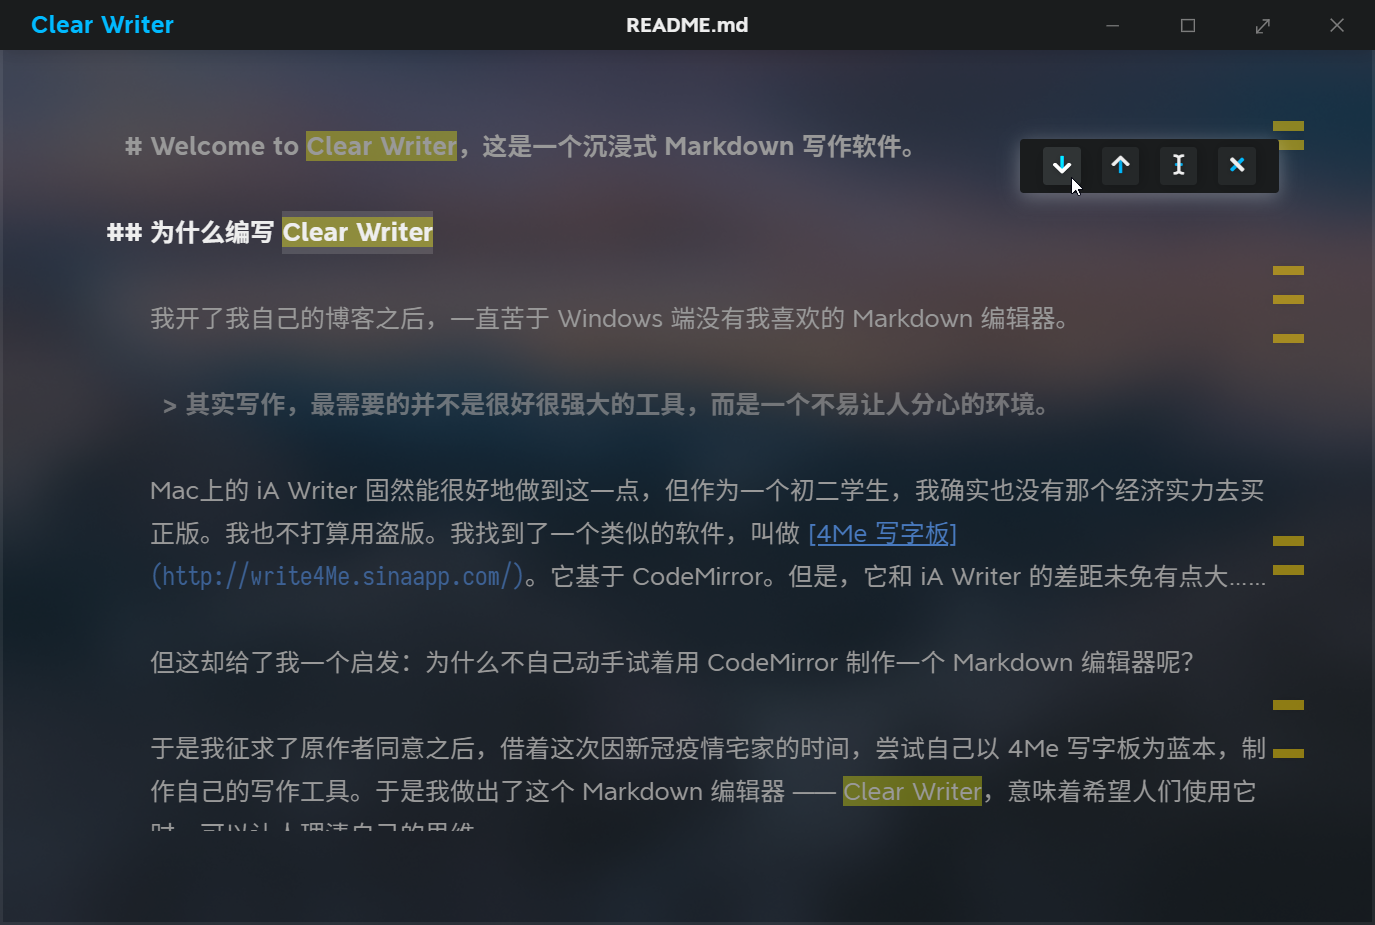 Clear Writer
README.md
# Welcome to Clear Writer，这是一个沉浸式 Markdown 写作软件。
## 为什么编写 Clear Writer
我开了我自己的博客之后，一直苦于 Windows 端没有我喜欢的 Markdown 编辑器。
> 其实写作，最需要的并不是很好很强大的工具，而是一个不易让人分心的环境。
Mac上的 iA Writer 固然能很好地做到这一点，但作为一个初二学生，我确实也没有那个经济实力去买
正版。我也不打算用盗版。我找到了一个类似的软件，叫做 [4Me 写字板]
(http://write4Me.sinaapp.com/)。它基于 CodeMirror。但是，它和 iA Writer 的差距未免有点大……
但这却给了我一个启发：为什么不自己动手试着用 CodeMirror 制作一个 Markdown 编辑器呢？
于是我征求了原作者同意之后，借着这次因新冠疫情宅家的时间，尝试自己以 4Me 写字板为蓝本，制
作自己的写作工具。于是我做出了这个 Markdown 编辑器 —— Clear Writer，意味着希望人们使用它